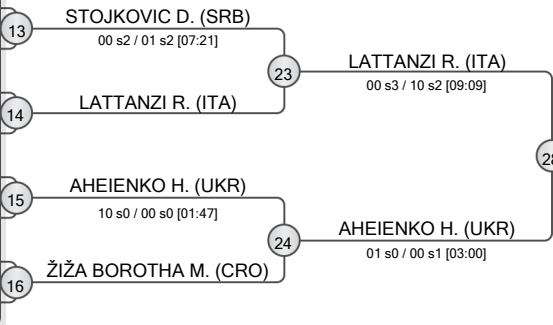 13
STOJKOVIC D. (SRB)
00 s2 / 01 s2 [07:21]
23
LATTANZI R. (ITA)
00 s3 / 10 s2 [09:09]
14
LATTANZI R. (ITA)
28
15
AHEIENKO H. (UKR)
10 s0 / 00 s0 [01:47]
24
AHEIENKO H. (UKR)
01 s0 / 00 s1 [03:00]
16
ŽIŽA BOROTHA M. (CRO)